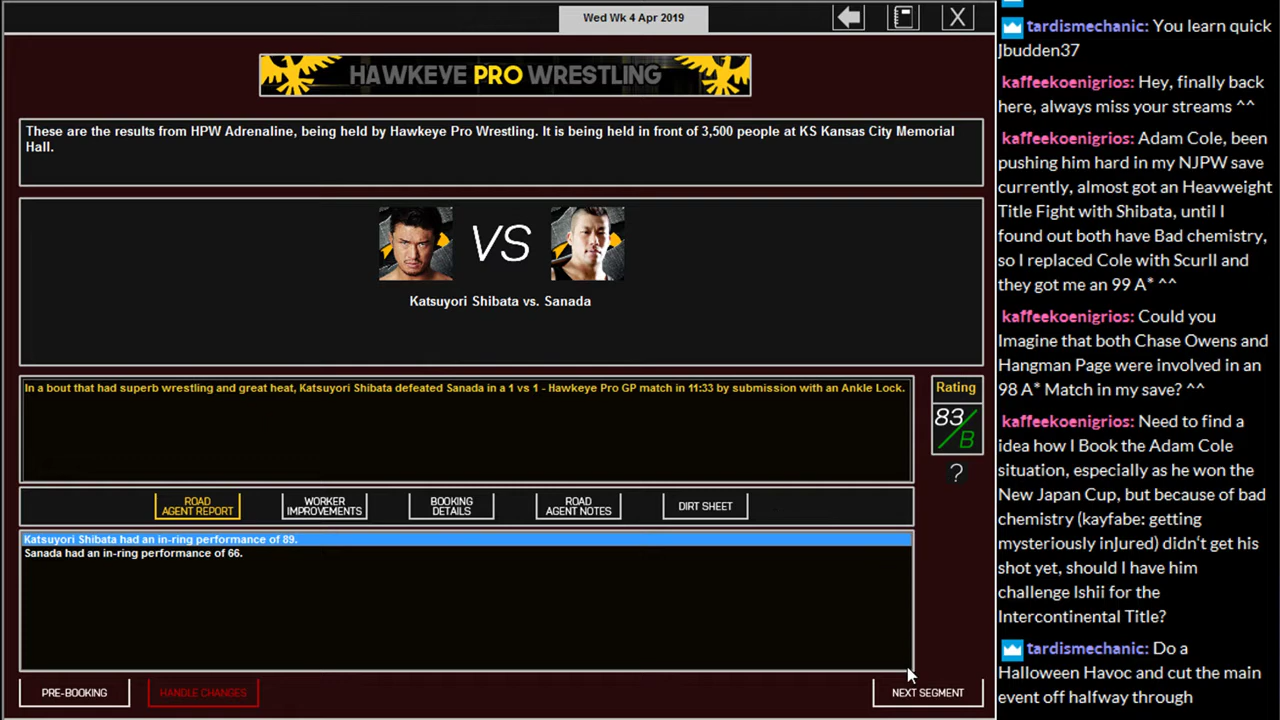 Wed Wk 4 Apr 2019
X
HAWKEYE PRO WRESTLING
These are the results from HPW Adrenaline, being held by Hawkeye Pro Wrestling. It is being held in front of 3,500 people at KS Kansas City Memorial
Hall.
VS
Katsuyori Shibata vs. Sanada
In a bout that had superb wrestling and great heat, Katsuyori Shibata defeated Sanada in a 1 vs 1 - Hawkeye Pro GP match in 11:33 by submission with an Ankle Lock.
Rating
83/B
?
ROAD
AGENT REPORT
WORKER
IMPROVEMENTS
BOOKING
DETAILS
ROAD
AGENT NOTES
DIRT SHEET
Katsuyori Shibata had an in-ring performance of 89.
Sanada had an in-ring performance of 66.
PRE-BOOKING
HANDLE CHANGES
NEXT SEGMENT
tardismechanic: You learn quick
Jbudden37
kaffeekoenigrios: Hey, finally back
here, always miss your streams ^^
kaffeekoenigrios: Adam Cole, been
pushing him hard in my NJPW save
currently, almost got an Heavweight
Title Fight with Shibata, until I
found out both have Bad chemistry,
so I replaced Cole with Scurll and
they got me an 99 A* ^^
kaffeekoenigrios: Could you
Imagine that both Chase Owens and
Hangman Page were involved in an
98 A* Match in my save? ^^
kaffeekoenigrios: Need to find a
idea how I Book the Adam Cole
situation, especially as he won the
New Japan Cup, but because of bad
chemistry (kayfabe: getting
mysteriously inJured) didn't get his
shot yet, should I have him
challenge Ishii for the
Intercontinental Title?
tardismechanic: Do a
Halloween Havoc and cut the main
event off halfway through